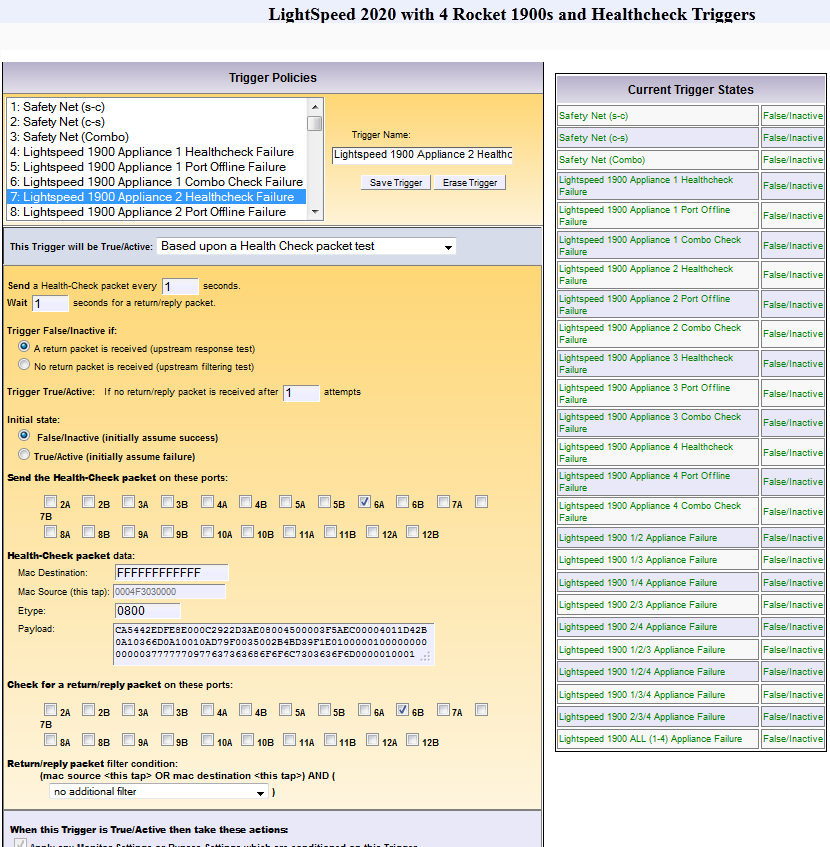 LightSpeed 2020 with 4 Rocket 1900s and Healthcheck Triggers
Trigger Policies
1: Safety Net (s-c)
2: Safety Net (c-s)
3: Safety Net (Combo)
4: Lightspeed 1900 Appliance 1 Healthcheck Failure
5: Lightspeed 1900 Appliance 1 Port Offline Failure
6: Lightspeed 1900 Appliance 1 Combo Check Failure
7: Lightspeed 1900 Appliance 2 Healthcheck Failure
8: Lightspeed 1900 Appliance 2 Port Offline Failure
Trigger Name:
Lightspeed 1900 Appliance 2 Healthc
Save Trigger Erase Trigger
This Trigger will be True/Active: Based upon a Health Check packet test
Send a Health-Check packet every 1 seconds.
Wait 1 seconds for a return/reply packet.
Trigger False/Inactive if:
A return packet is received (upstream response test)
No return packet is received (upstream filtering test)
Trigger True/Active: If no return/reply packet is received after 1 attempts
Initial state:
False/Inactive (initially assume success)
True/Active (initially assume failure)
Send the Health-Check packet on these ports:
2A 2B 3A 3B 4A 4B 5A 5B 6A 6B 7A
7B
8A 8B 9A 9B 10A 10B 11A 11B 12A 12B
Health-Check packet data:
Mac Destination: FFFFFFFFFFFF
Mac Source (this tap): 0004F3030000
Etype: 0800
Payload:
CA5442EDFE8E000C2922D3AE08004500003F5AEC00004011D42B
0A10366D0A10010AD79F0035002B4BD39F1E0100000100000000
0000037777770977637363686F6F6C7303636F6D0000010001
Check for a return/reply packet on these ports:
2A 2B 3A 3B 4A 4B 5A 5B 6A 6B 7A
7B
8A 8B 9A 9B 10A 10B 11A 11B 12A 12B
Return/reply packet filter condition:
(mac source <this tap> OR mac destination <this tap>) AND (
no additional filter )
When this Trigger is True/Active then take these actions:
Apply any Monitor Settings or Bypass Settings which are conditioned on this Trigger
Current Trigger States
Safety Net (s-c) False/Inactive
Safety Net (c-s) False/Inactive
Safety Net (Combo) False/Inactive
Lightspeed 1900 Appliance 1 Healthcheck
Failure False/Inactive
Lightspeed 1900 Appliance 1 Port Offline
Failure False/Inactive
Lightspeed 1900 Appliance 1 Combo Check
Failure False/Inactive
Lightspeed 1900 Appliance 2 Healthcheck
Failure False/Inactive
Lightspeed 1900 Appliance 2 Port Offline
Failure False/Inactive
Lightspeed 1900 Appliance 2 Combo Check
Failure False/Inactive
Lightspeed 1900 Appliance 3 Healthcheck
Failure False/Inactive
Lightspeed 1900 Appliance 3 Port Offline
Failure False/Inactive
Lightspeed 1900 Appliance 3 Combo Check
Failure False/Inactive
Lightspeed 1900 Appliance 4 Healthcheck
Failure False/Inactive
Lightspeed 1900 Appliance 4 Port Offline
Failure False/Inactive
Lightspeed 1900 Appliance 4 Combo Check
Failure False/Inactive
Lightspeed 1900 1/2 Appliance Failure False/Inactive
Lightspeed 1900 1/3 Appliance Failure False/Inactive
Lightspeed 1900 1/4 Appliance Failure False/Inactive
Lightspeed 1900 2/3 Appliance Failure False/Inactive
Lightspeed 1900 2/4 Appliance Failure False/Inactive
Lightspeed 1900 1/2/3 Appliance Failure False/Inactive
Lightspeed 1900 1/2/4 Appliance Failure False/Inactive
Lightspeed 1900 1/3/4 Appliance Failure False/Inactive
Lightspeed 1900 2/3/4 Appliance Failure False/Inactive
Lightspeed 1900 ALL (1-4) Appliance Failure False/Inactive